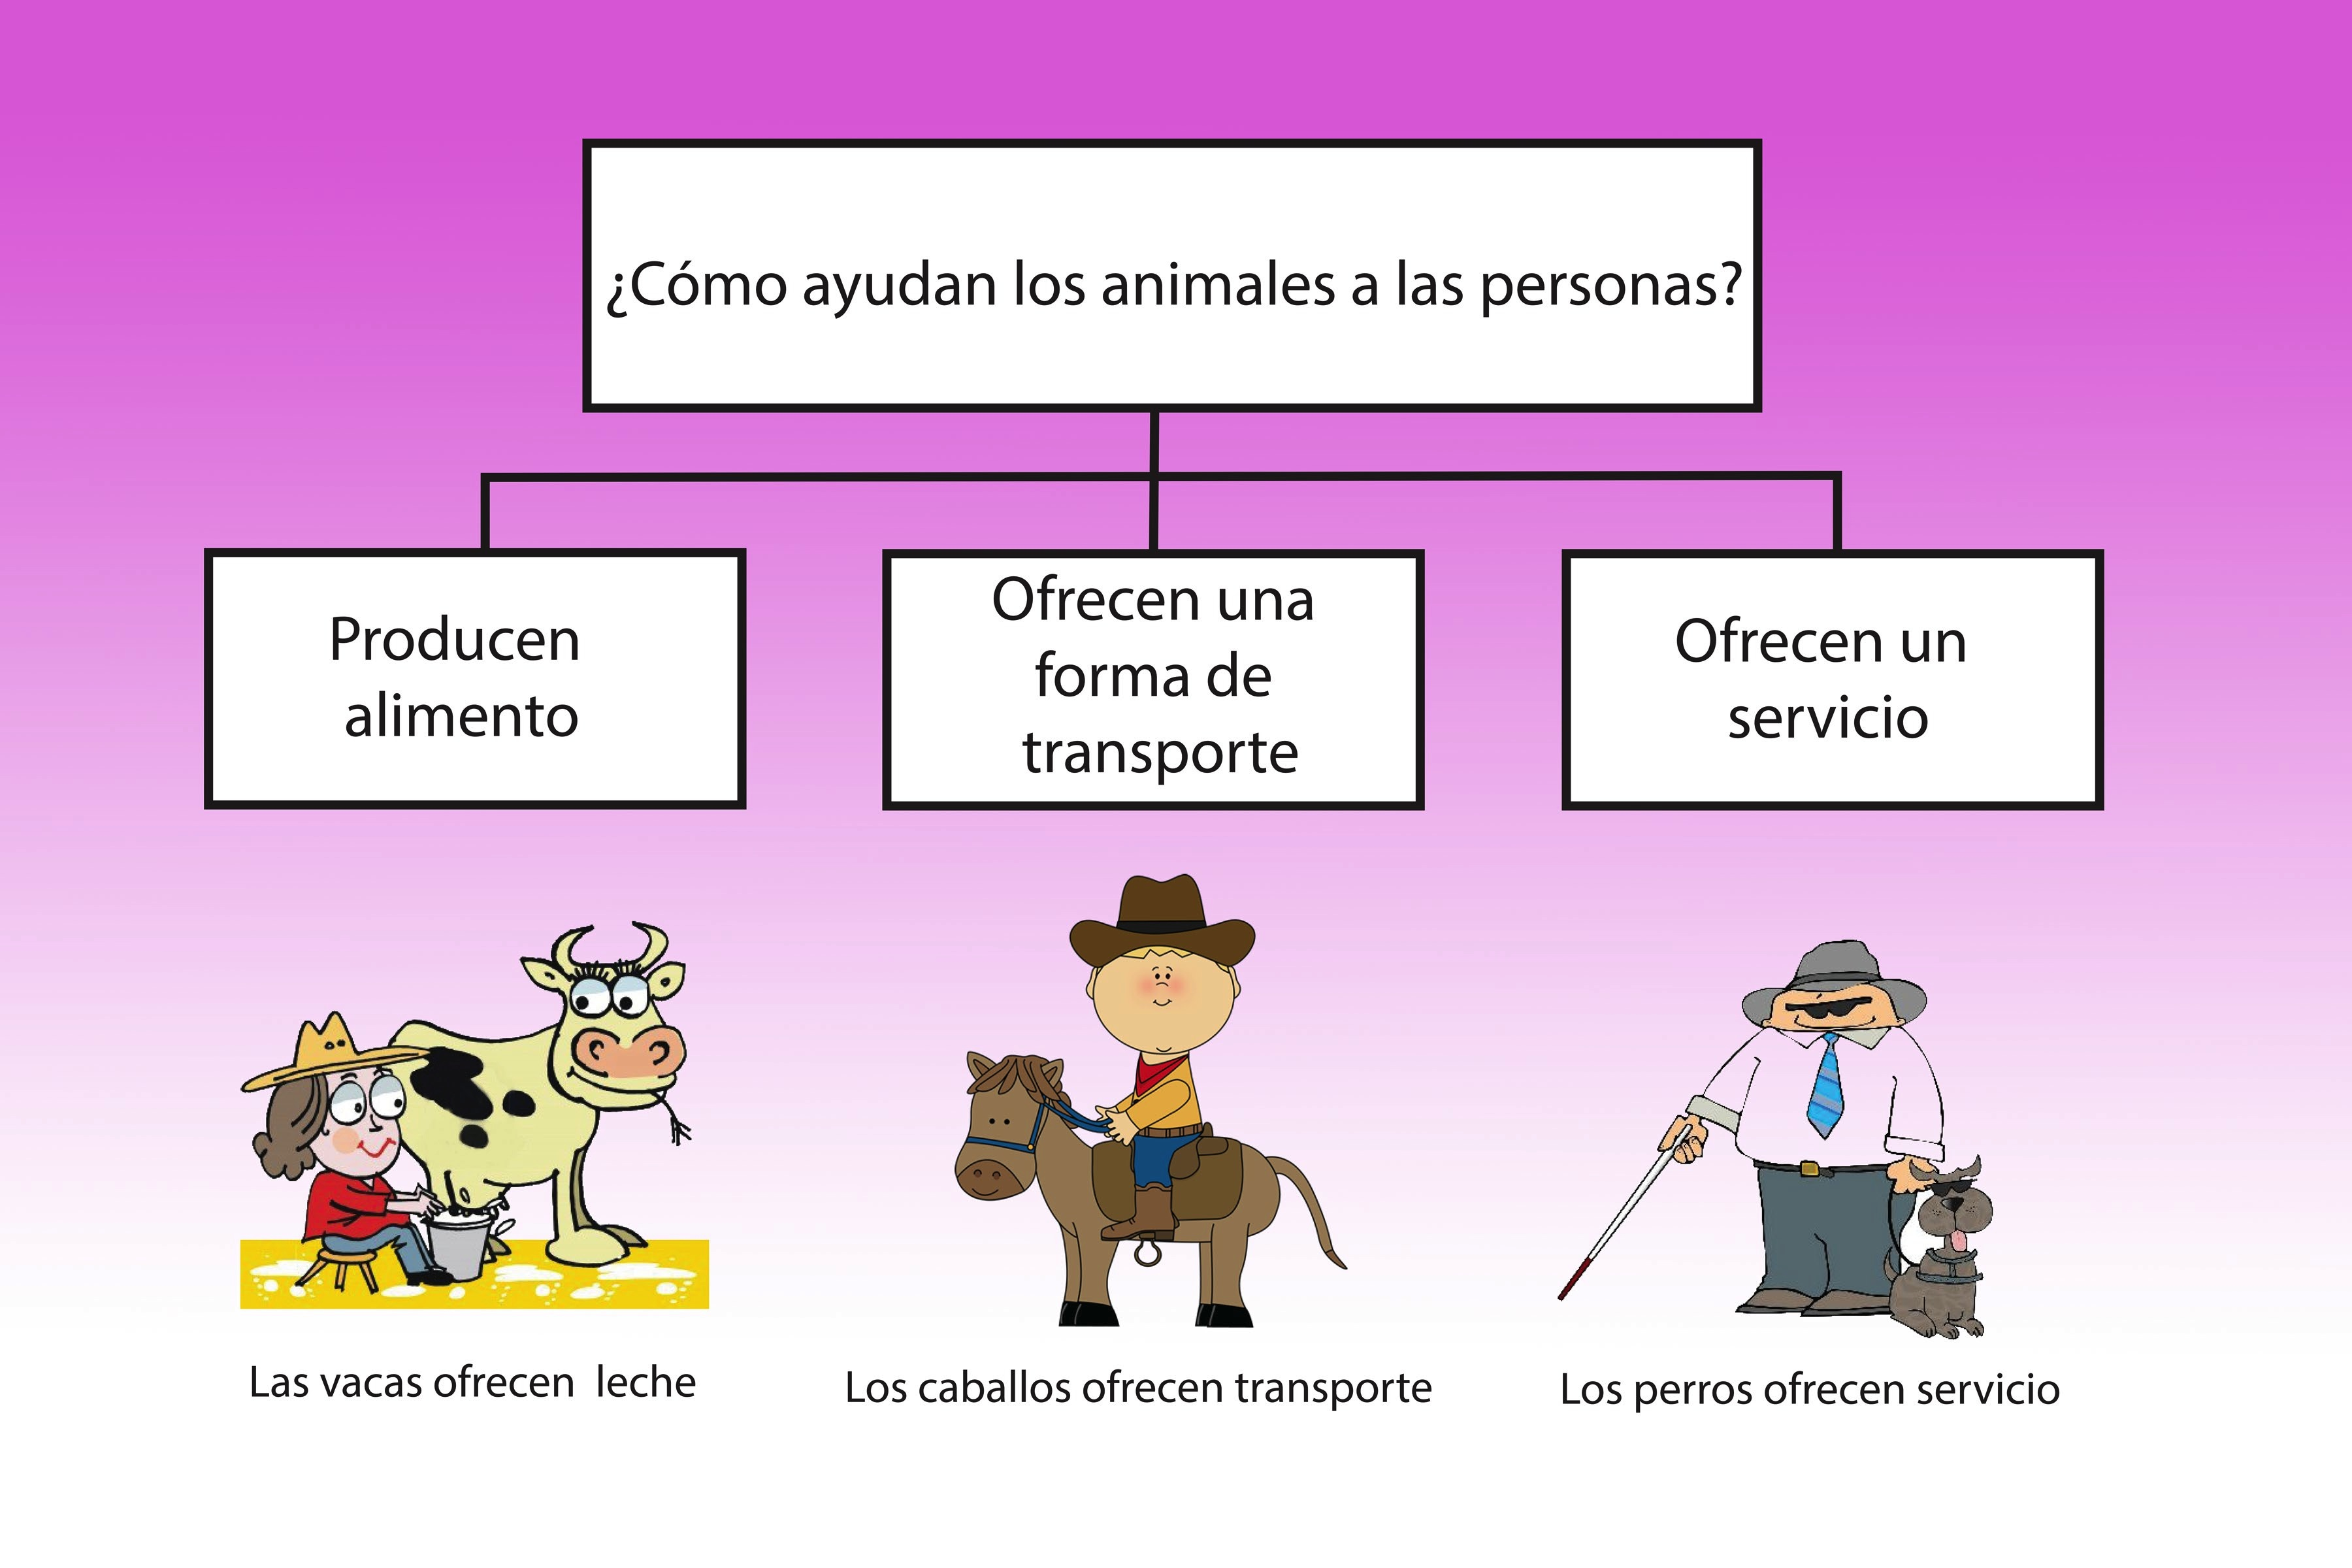 ¿Cómo ayudan los animales a las personas?
Producen
alimento
Ofrecen una
forma de
transporte
Ofrecen un
servicio
Las vacas ofrecen  leche
Los caballos ofrecen transporte
Los perros ofrecen servicio